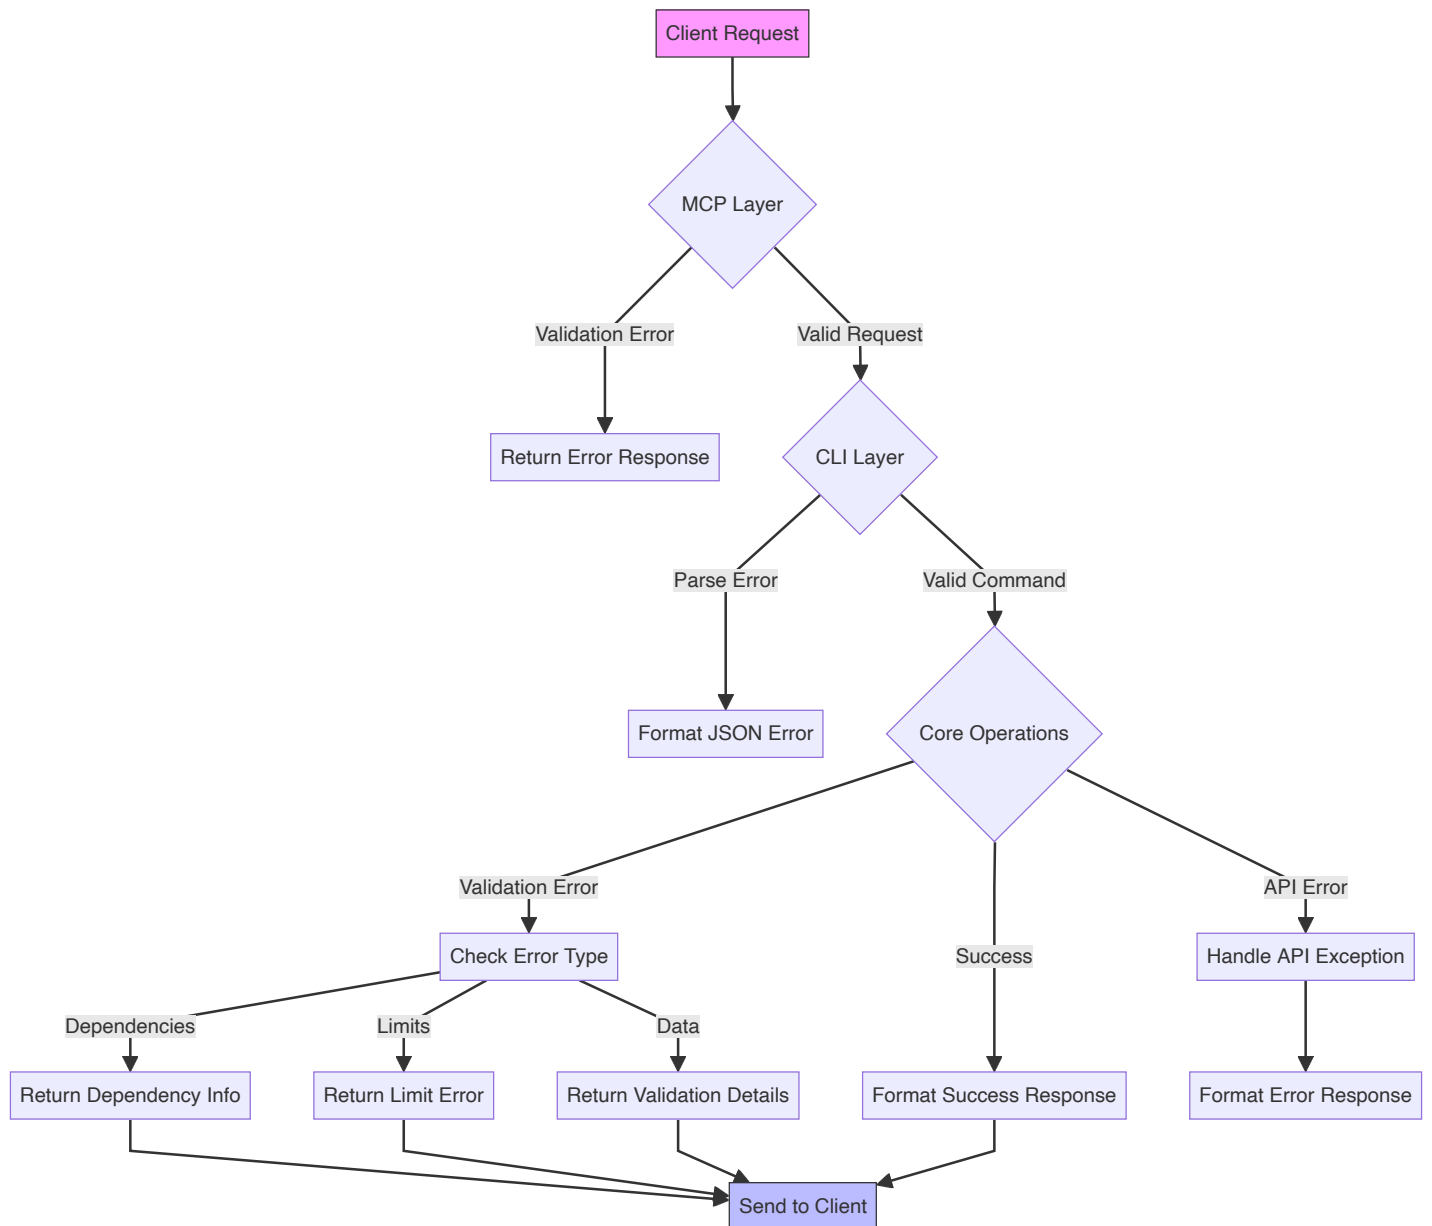 Client Request
MCP Layer
Validation Error
Valid Request
Return Error Response
CLI Layer
Parse Error
Valid Command
Format JSON Error
Core Operations
Validation Error
API Error
Check Error Type
Success
Handle API Exception
Dependencies
Limits
Data
Return Dependency Info
Return Limit Error
Return Validation Details
Format Success Response
Format Error Response
Send to Client